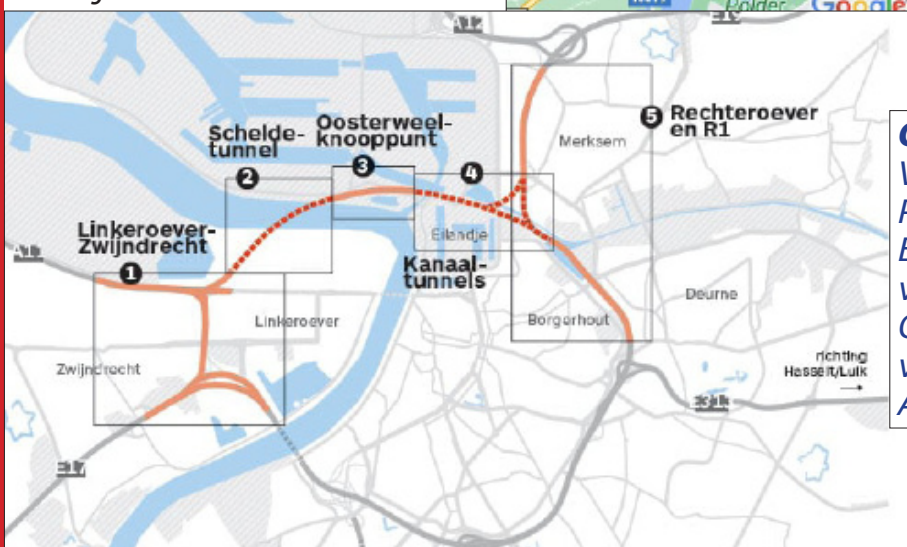 Polder
Google
A12
E19
Schelde-
tunnel
2
Oosterweel-
knooppunt
3
4
5
Rechteroever
en R1
Merksem
Linkeroever-
Zwijndrecht
1
A11
Eilandje
Kanaal-
tunnels
Linkeroever
Zwijndrecht
Borgerhout
Deurne
richting
Hasselt/Luik
E17